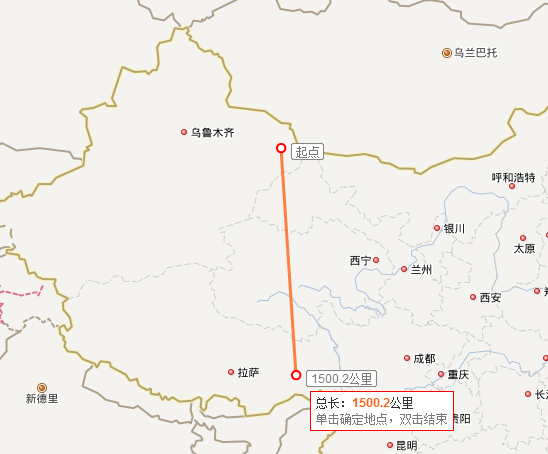 乌兰巴托
乌鲁木齐
起点
呼和浩特
银川
太原
西宁
兰州
西安
成都
拉萨
重庆
1500.2公里
新德里
总长：1500.2公里
单击确定地点，双击结束
贵阳
昆明